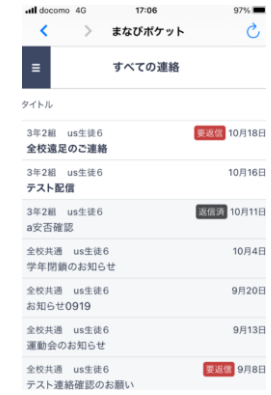 docomo 4G 17:06 97%
まなびポケット
すべての連絡
タイトル
3年2組 us生徒6 要返信 10月18日
全校遠足のご連絡
3年2組 us生徒6 10月16日
テスト配信
3年2組 us生徒6 返信済 10月11日
a安否確認
全校共通 us生徒6 10月4日
学年閉鎖のお知らせ
全校共通 us生徒6 9月20日
お知らせ0919
全校共通 us生徒6 9月13日
運動会のお知らせ
全校共通 us生徒6 要返信 9月8日
テスト連絡確認のお願い